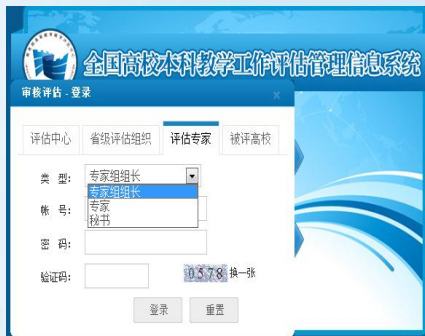 全国高校本科教学工作评估管理信息系统
审核评估 - 登录 x
评估中心 省级评估组织 评估专家 被评高校
类 型: 专家组组长
专家组组长
帐 号: 专家
秘书
密 码:
验证码: 0578 换一张
登录 重置